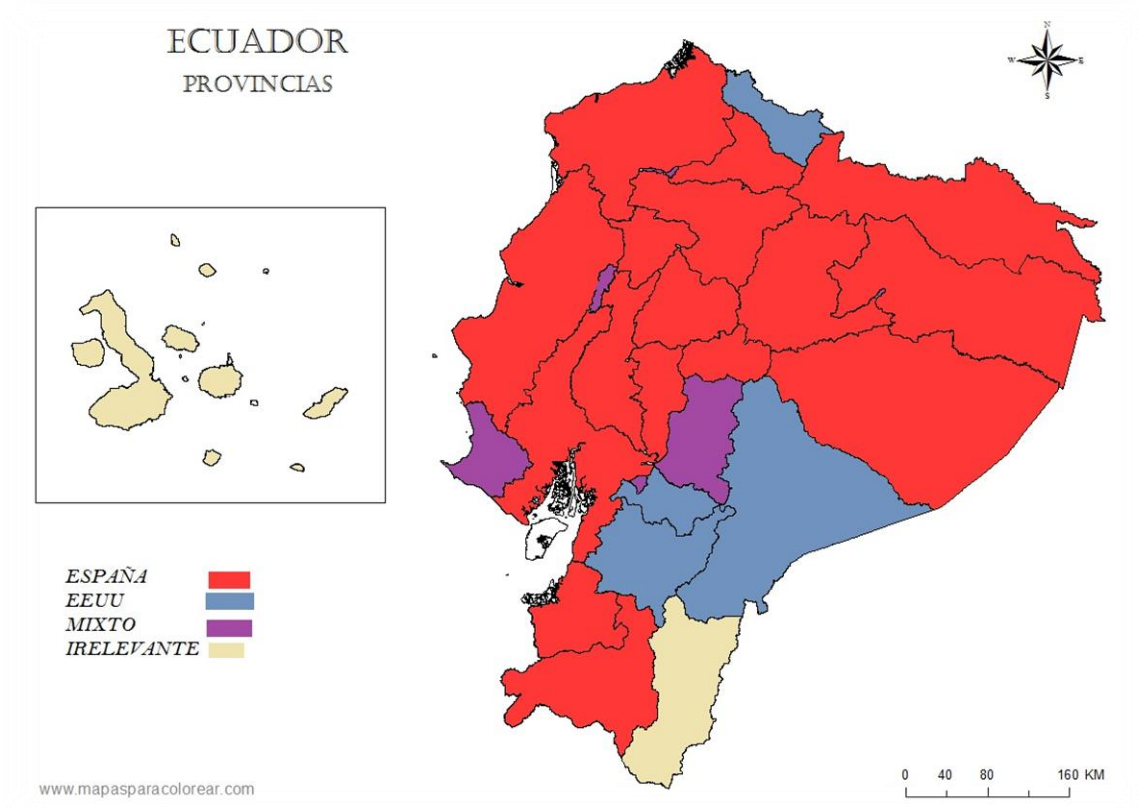 ECUADOR
PROVINCIAS
N
W
E
S
ESPAÑA
EEUU
MIXTO
IRELEVANTE
www.mapasparacolorear.com
0 40 80 160 KM